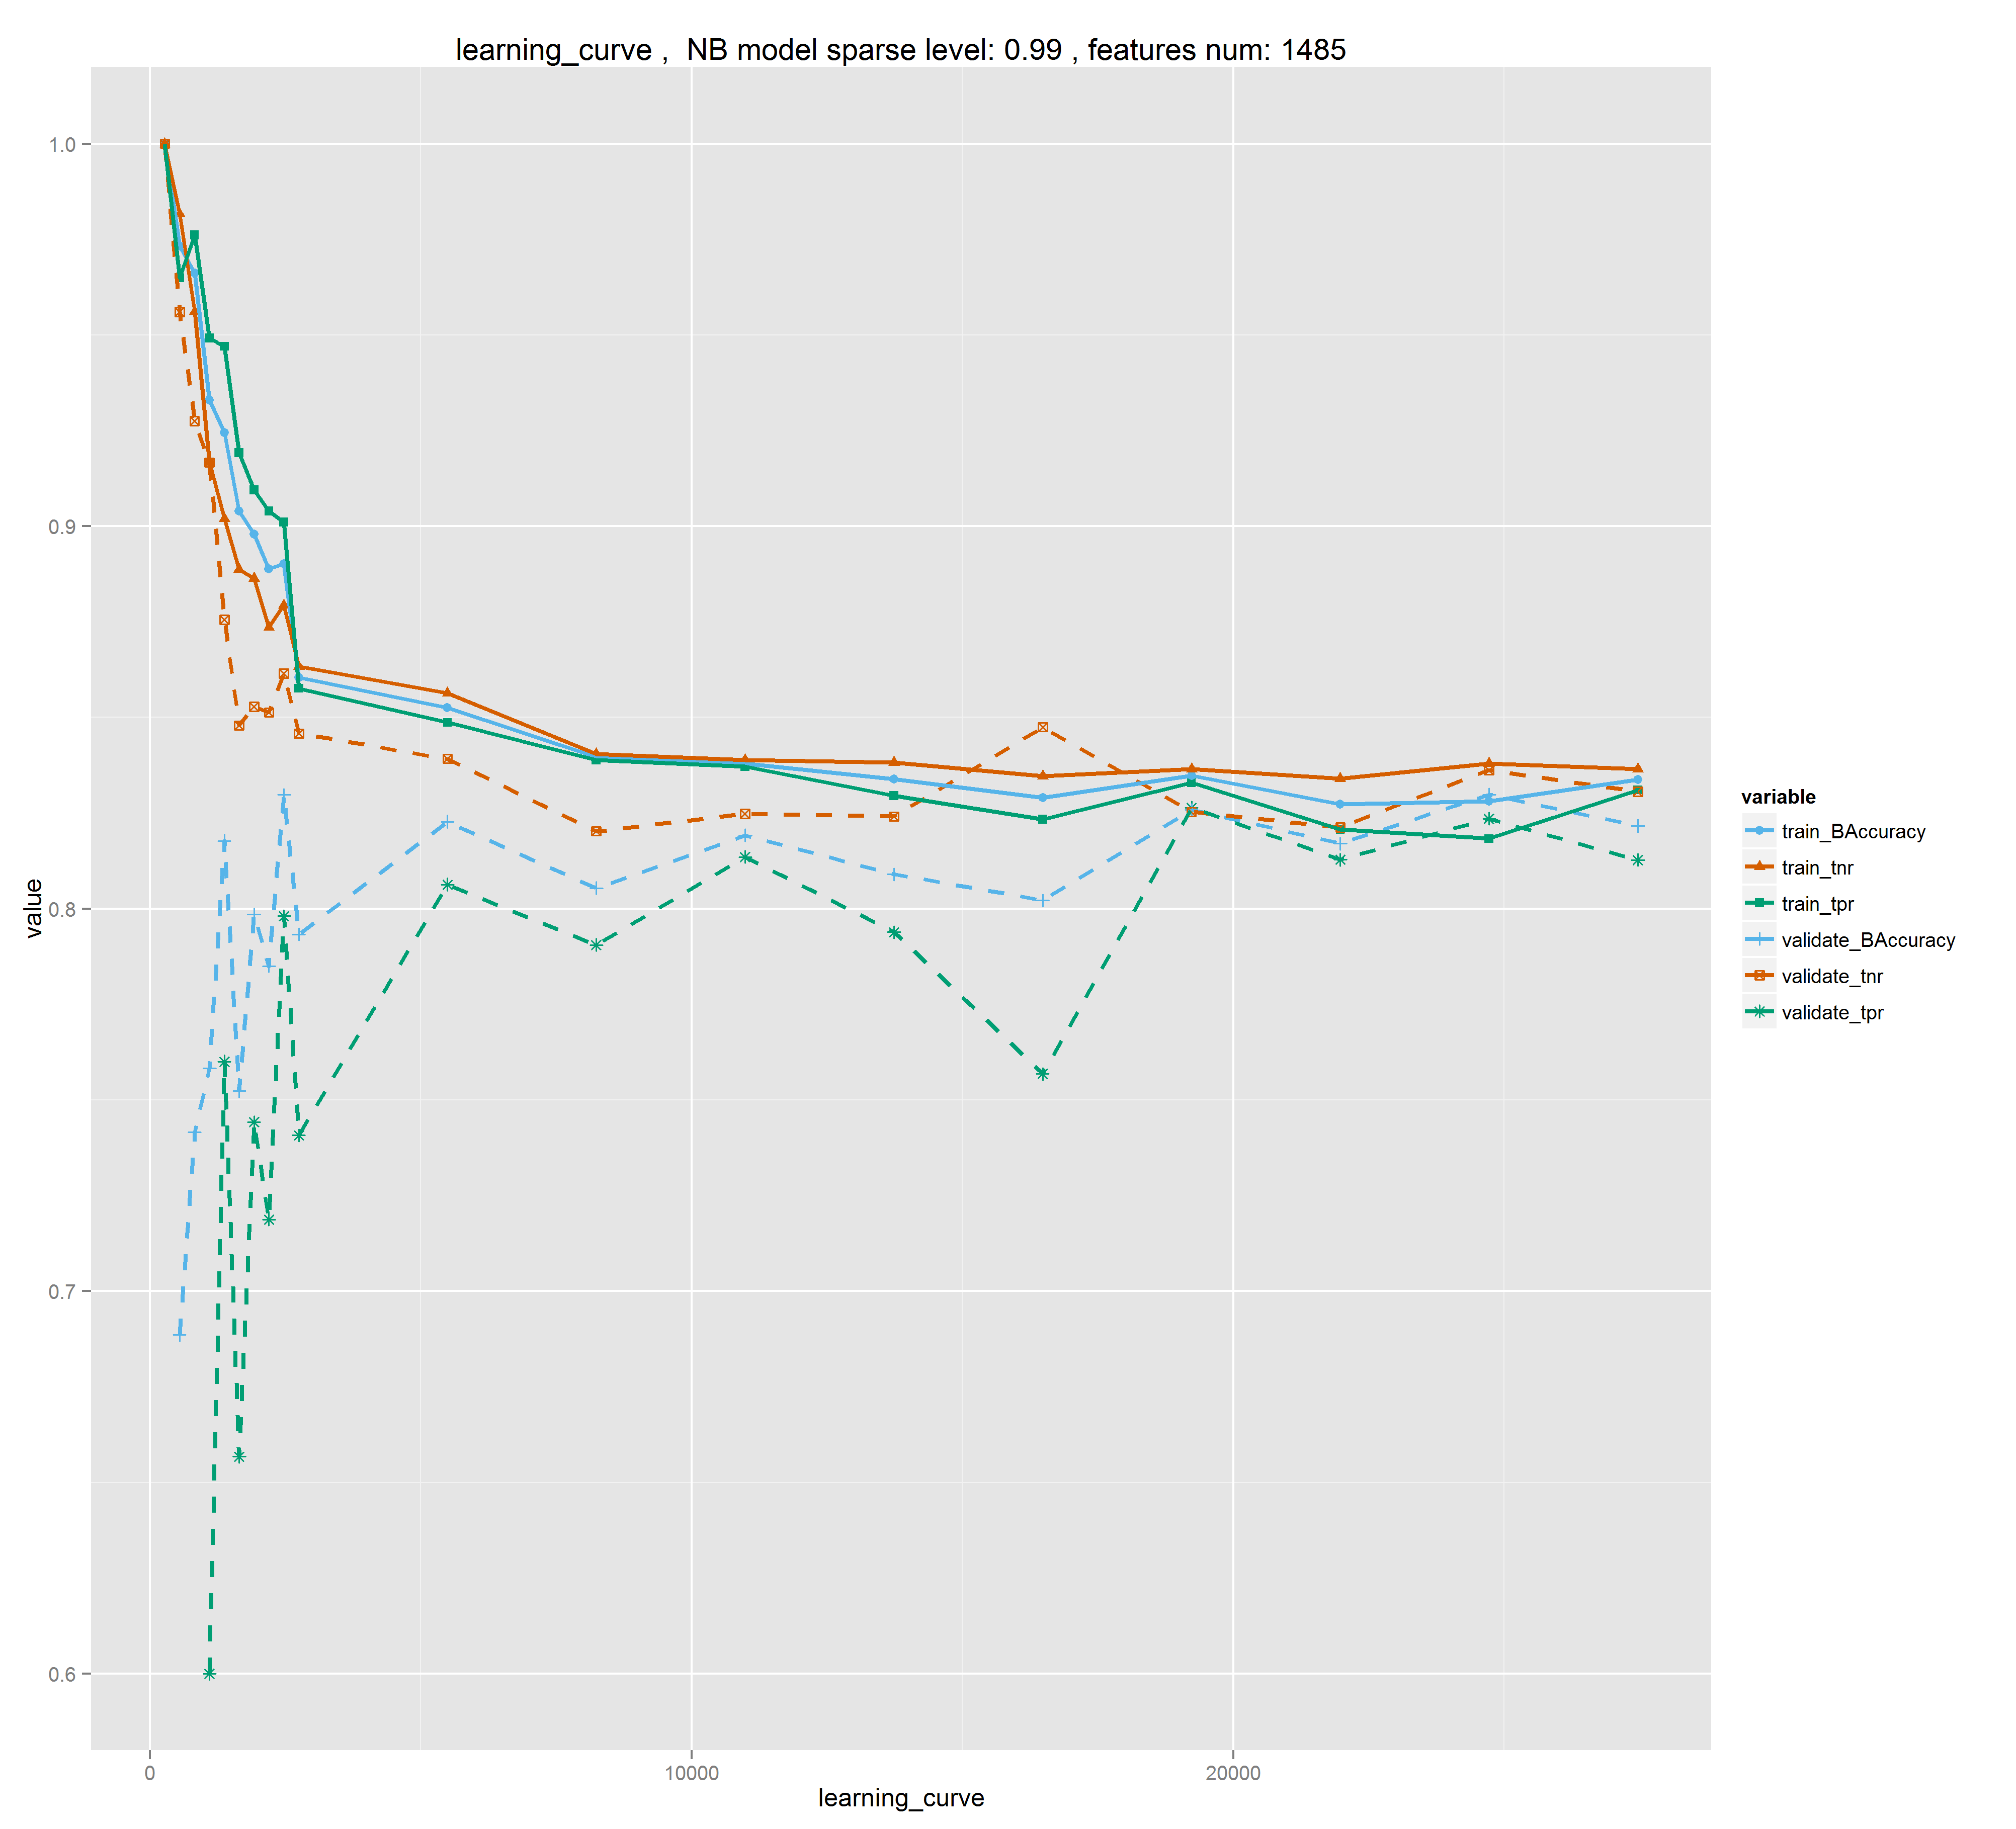 learning_curve ,  NB model sparse level: 0.99 , features num: 1485
1.0
0.9
0.8
0.7
0.6
value
0
10000
20000
learning_curve
variable
train_BAccuracy
train_tnr
train_tpr
validate_BAccuracy
validate_tnr
validate_tpr